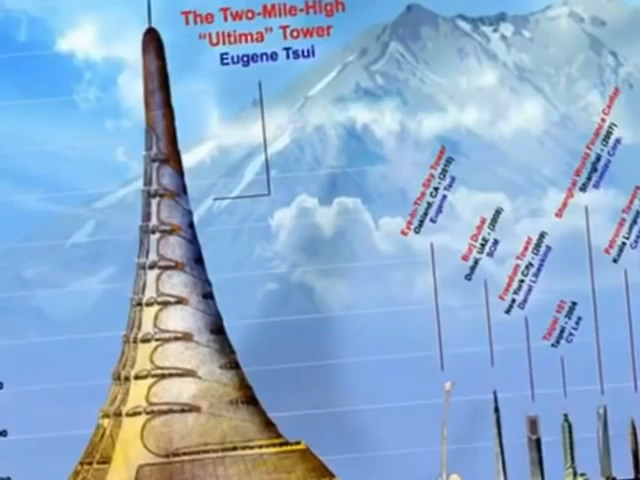 The Two-Mile-High
"Ultima" Tower
Eugene Tsui
Eye-In-The-Sky Tower
Oakland, CA - (2010)
Eugene Tsui
Burj Dubai
Dubai, UAE - (2008)
SOM
Freedom Tower
New York City - (2009)
Daniel Libeskind
Taipei 101
Taipei - 2004
CY Lee
Shanghai World Finance Center
Shanghai - (2007)
Petronas
Kuala